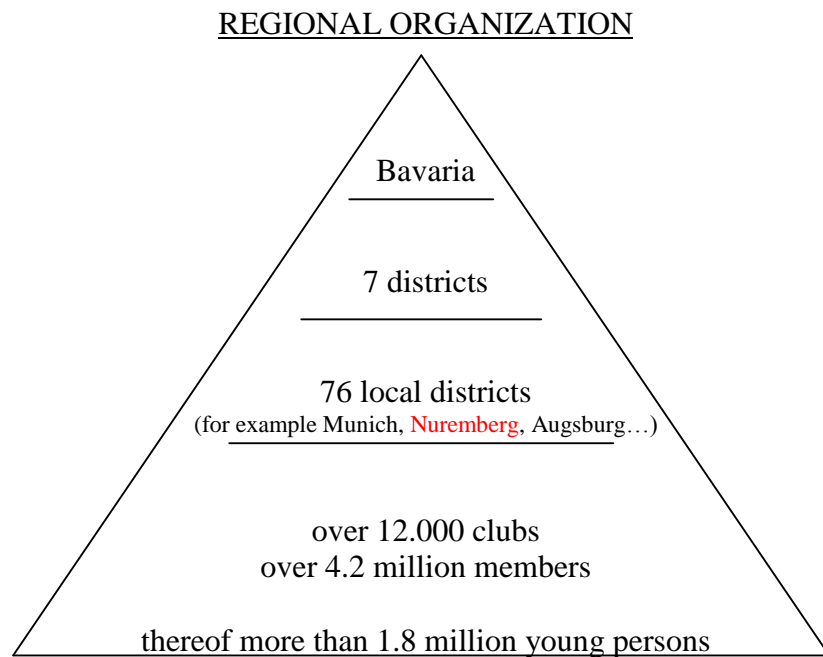 REGIONAL ORGANIZATION
Bavaria
7 districts
76 local districts
(for example Munich, Nuremberg, Augsburg…)
over 12.000 clubs
over 4.2 million members
thereof more than 1.8 million young persons